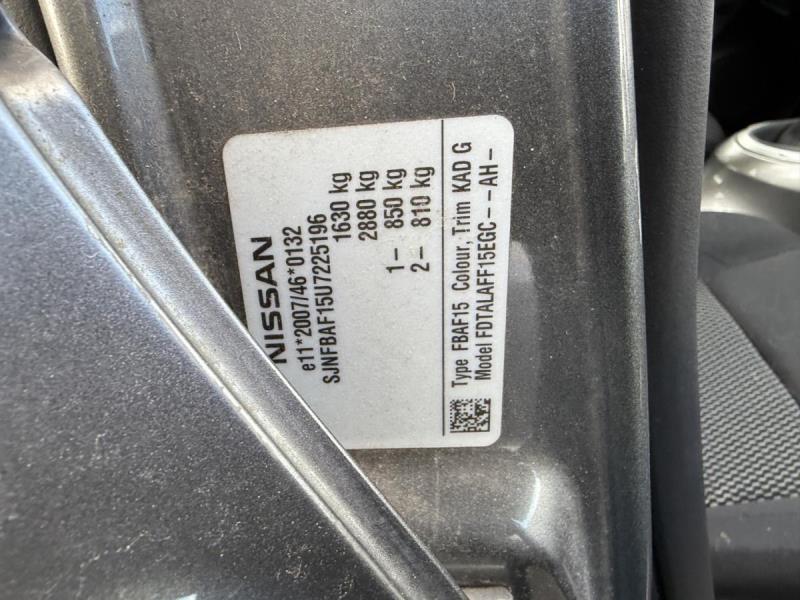 NISSAN
e11*2007/46*0132
SJNFBAF15U7225196
1630 kg
2880 kg
1- 850 kg
2- 810 kg
Type FBAF15 Colour, Trim KAD G
Model FDTALAFF15EGC--AH-